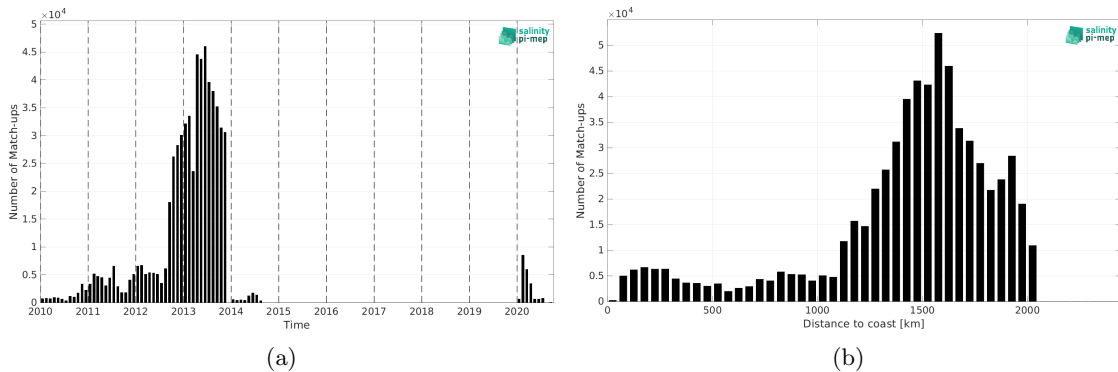 ×10⁴
5
4.5
4
3.5
3
2.5
2
1.5
1
0.5
0
Number of Match-ups
2010 2011 2012 2013 2014 2015 2016 2017 2018 2019 2020
Time
salinity
pi-mep
(a)
×10⁴
5
4.5
4
3.5
3
2.5
2
1.5
1
0.5
0
Number of Match-ups
0 500 1000 1500 2000
Distance to coast [km]
salinity
pi-mep
(b)